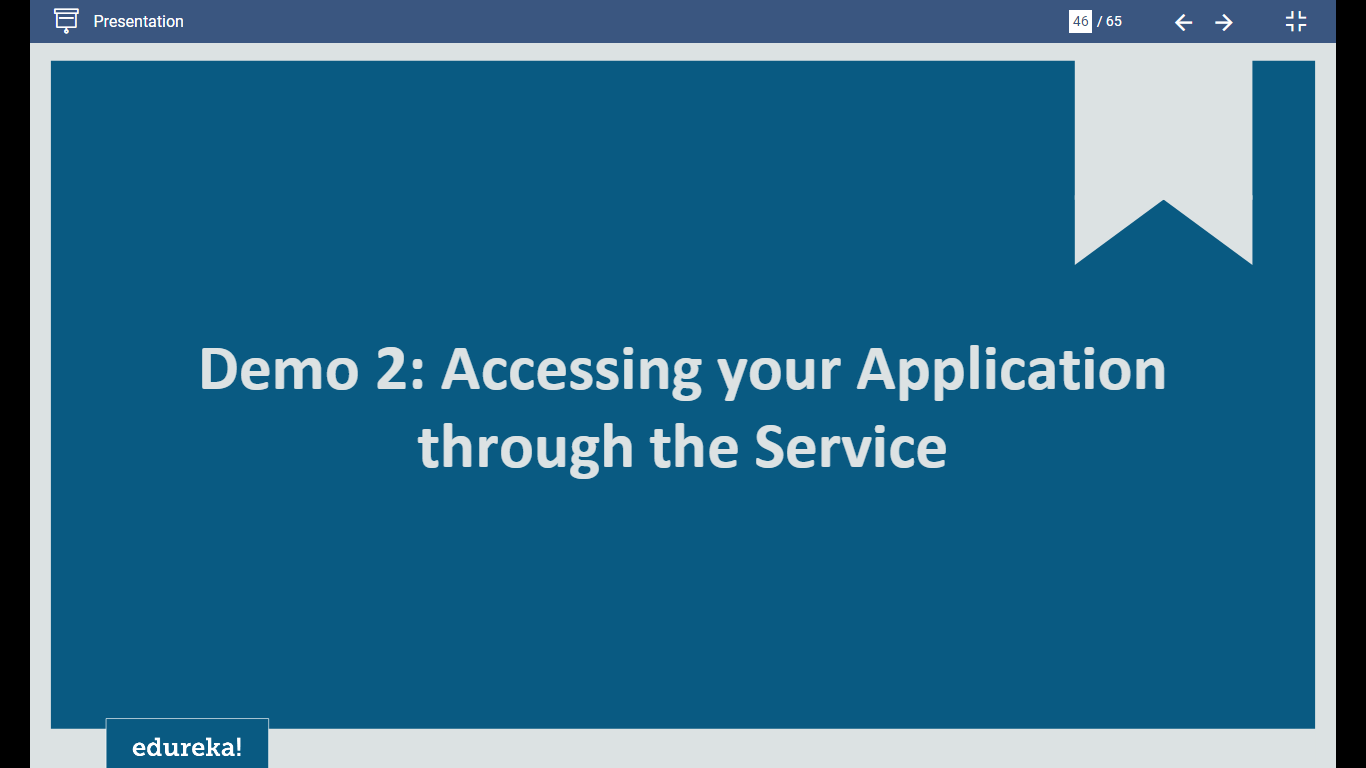 Presentation
46 / 65
Demo 2: Accessing your Application
through the Service
edureka!